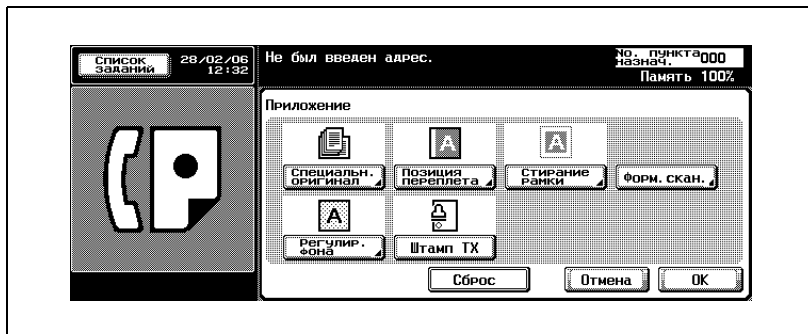 Список
заданий
28/02/06
12:32
Не был введен адрес.
No. пункта
назнач.
000
Память 100%
Приложение
Специальн.
оригинал
Позиция
переплета
Стирание
рамки
Форм. скан.
Регулир.
фона
Штамп TX
Сброс
Отмена
OK